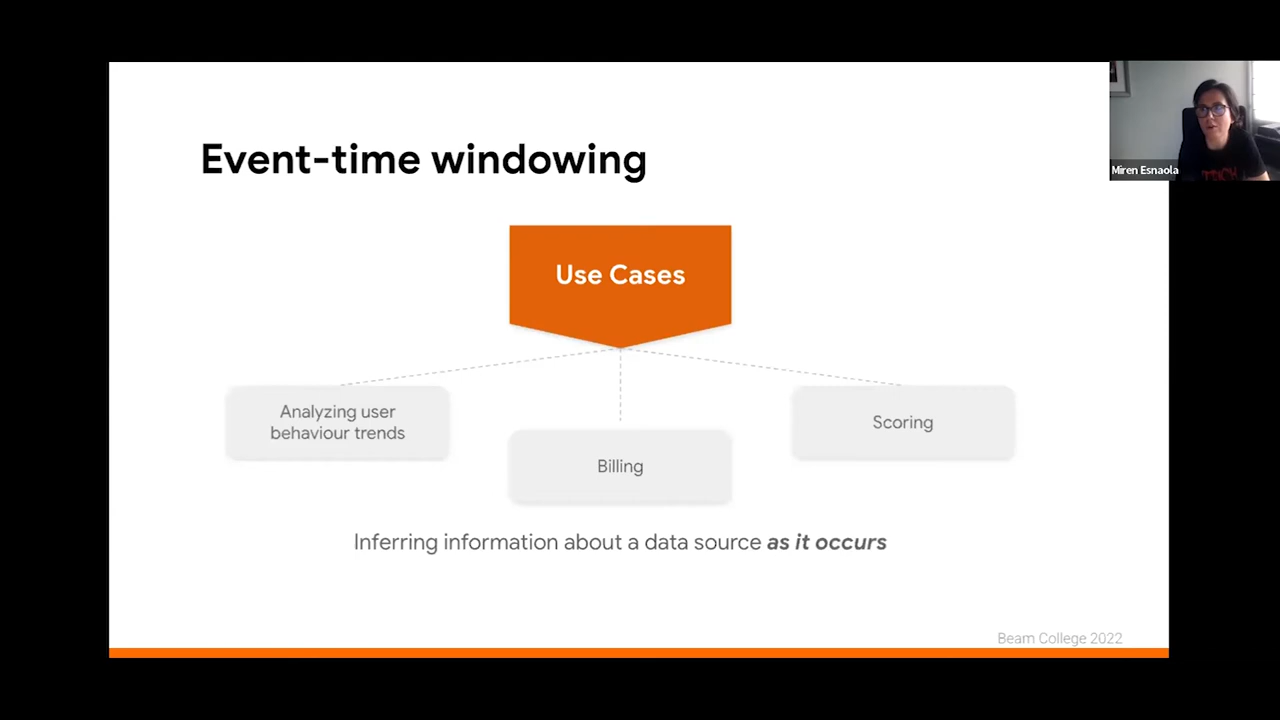 Event-time windowing
Miren Esnaola
Use Cases
Analyzing user
behaviour trends
Billing
Scoring
Inferring information about a data source as it occurs
Beam College 2022